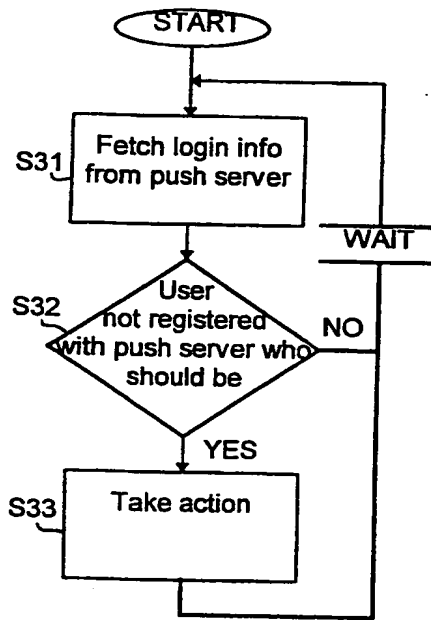 START
Fetch login info
from push server
S31
WAIT
User
not registered
with push server who
should be
S32
NO
YES
Take action
S33